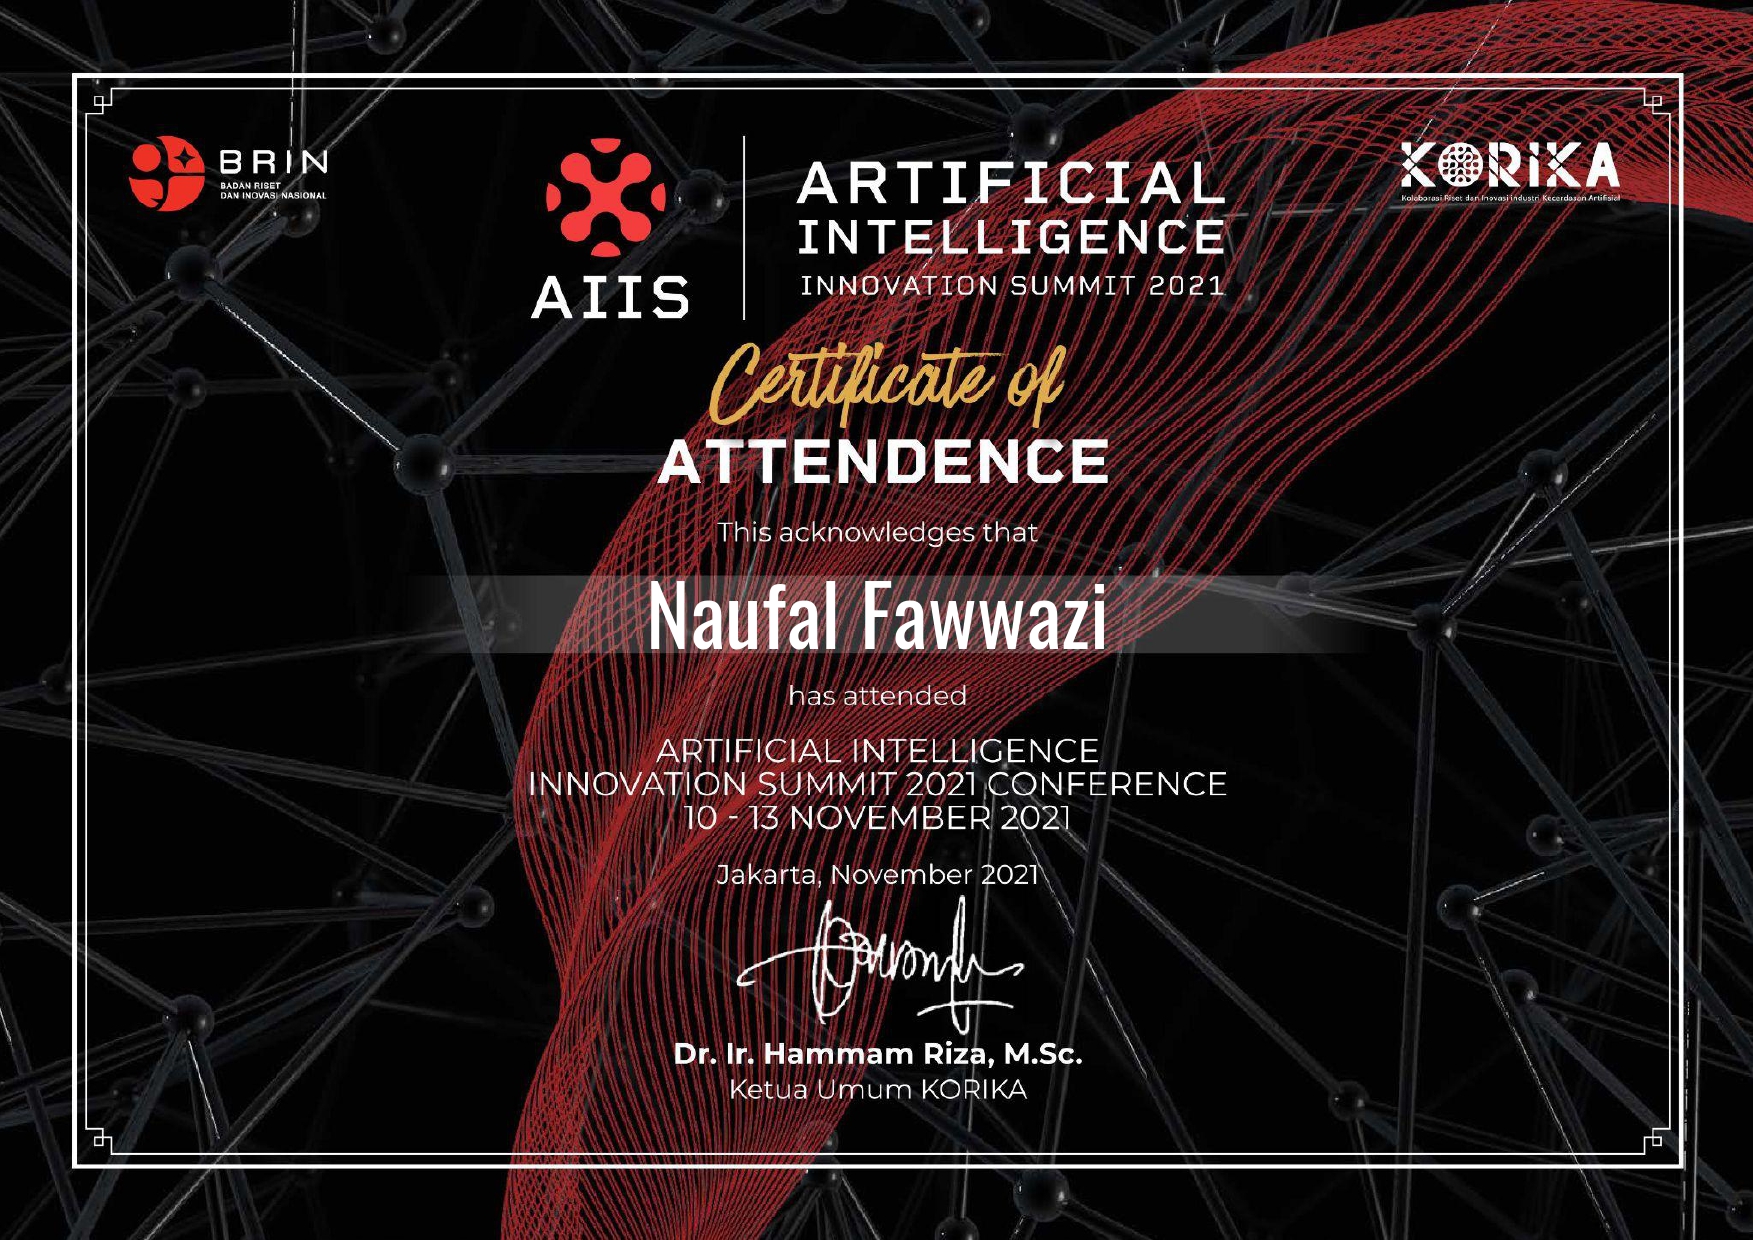 BRIN
BADAN RISET
DAN INOVASI NASIONAL
AIIS
ARTIFICIAL
INTELLIGENCE
INNOVATION SUMMIT 2021
KORIKA
Kolaborasi Riset dan Inovasi Industri Kecerdasan Artifisial
Certificate of
ATTENDENCE
This acknowledges that
Naufal Fawwazi
has attended
ARTIFICIAL INTELLIGENCE
INNOVATION SUMMIT 2021 CONFERENCE
10 - 13 NOVEMBER 2021
Jakarta, November 2021
Dr. Ir. Hammam Riza, M.Sc.
Ketua Umum KORIKA